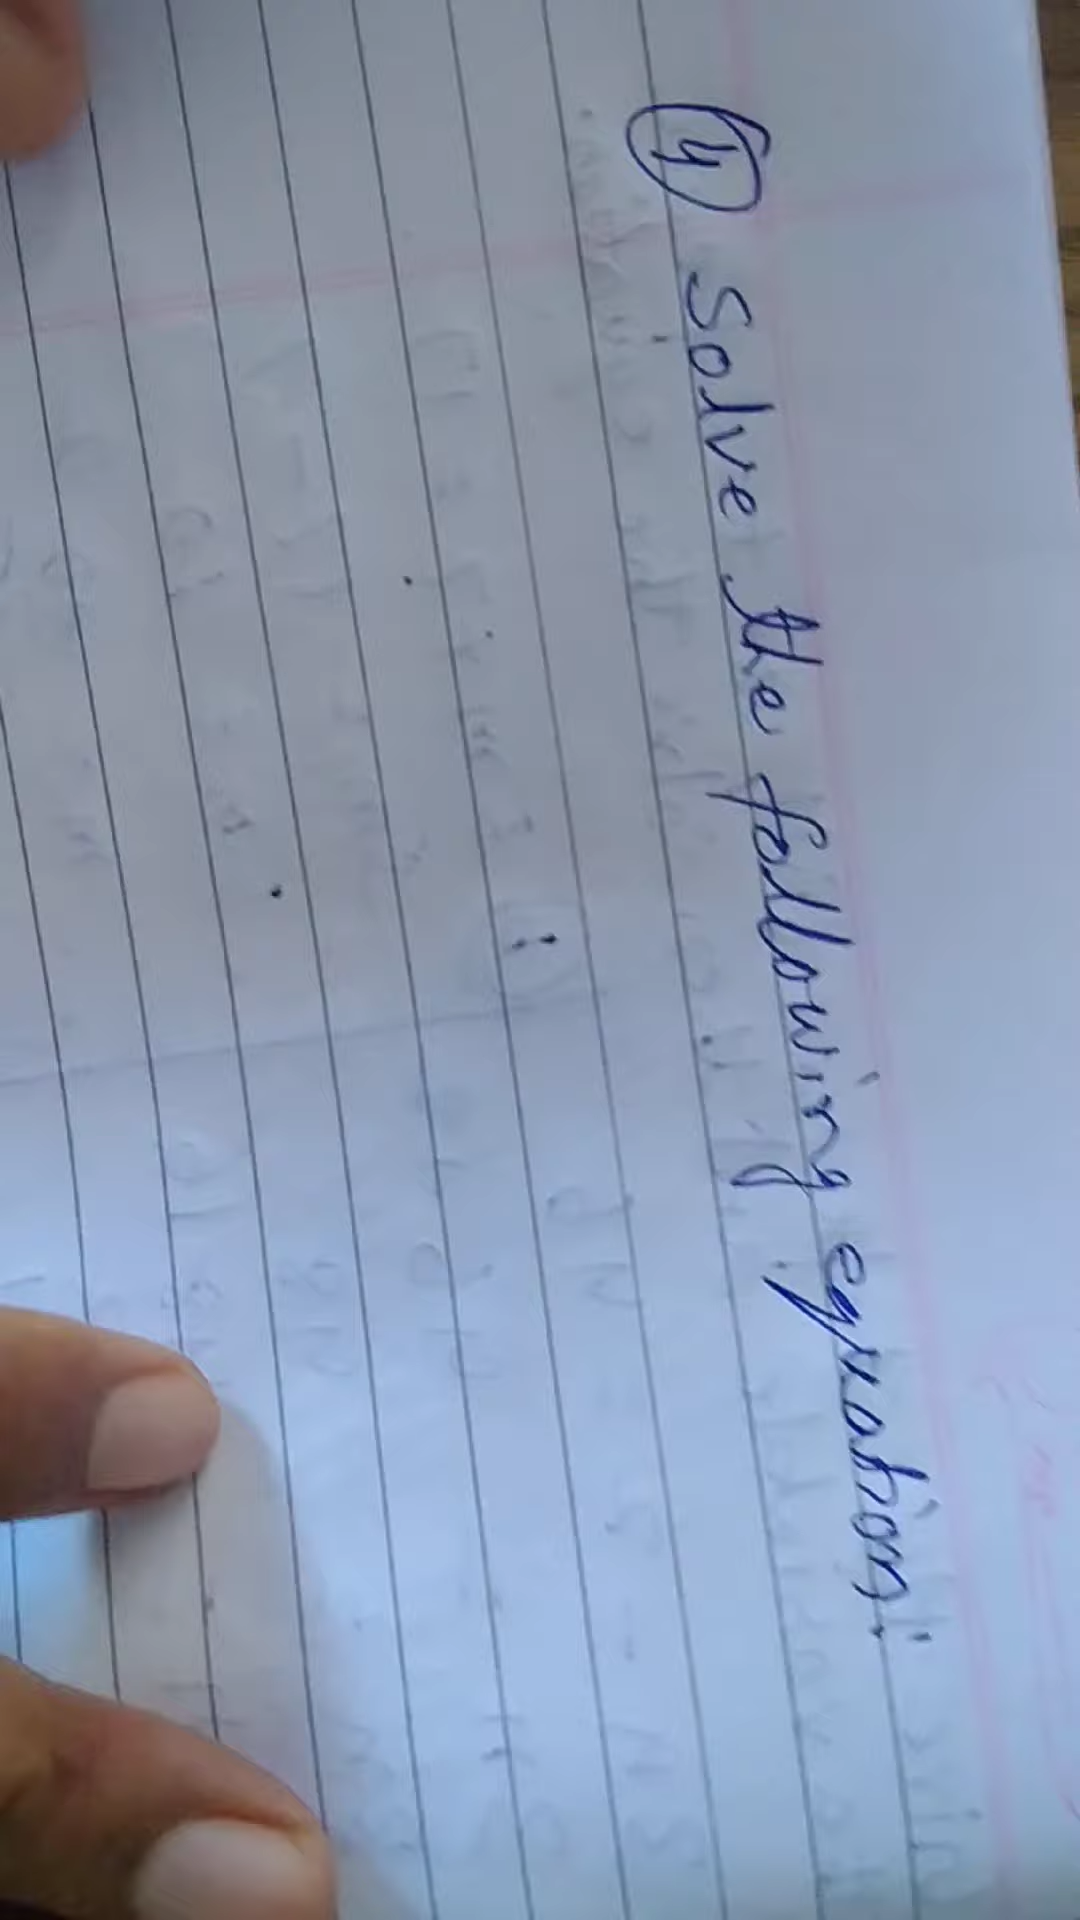 (4) Solve the following equation.